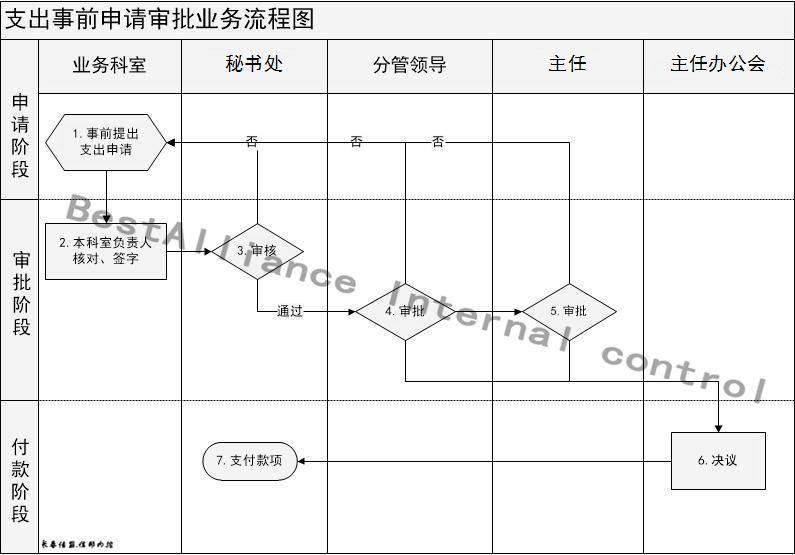 支出事前申请审批业务流程图
业务科室
秘书处
分管领导
主任
主任办公会
申请阶段
1.事前提出
支出申请
否
否
否
审批阶段
2.本科室负责人
核对、签字
3.审核
通过
4.审批
5.审批
BestAlliance Internal control
付款阶段
7.支付款项
6.决议